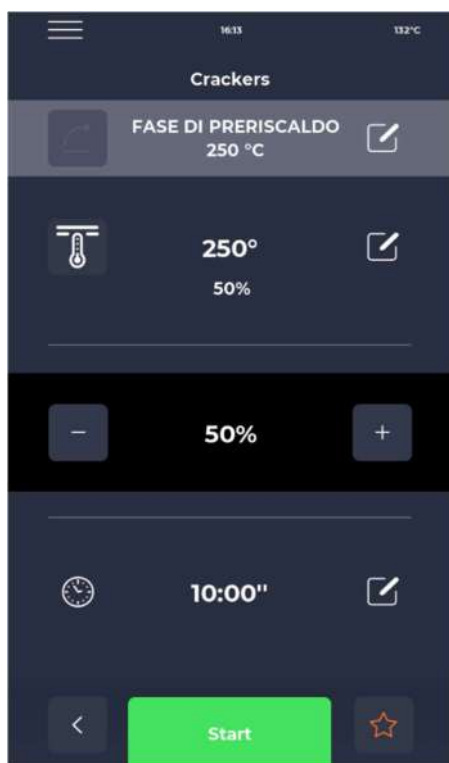 16:13
132°C
Crackers
FASE DI PRERISCALDO
250 °C
250°
50%
−
50%
+
10:00''
Start